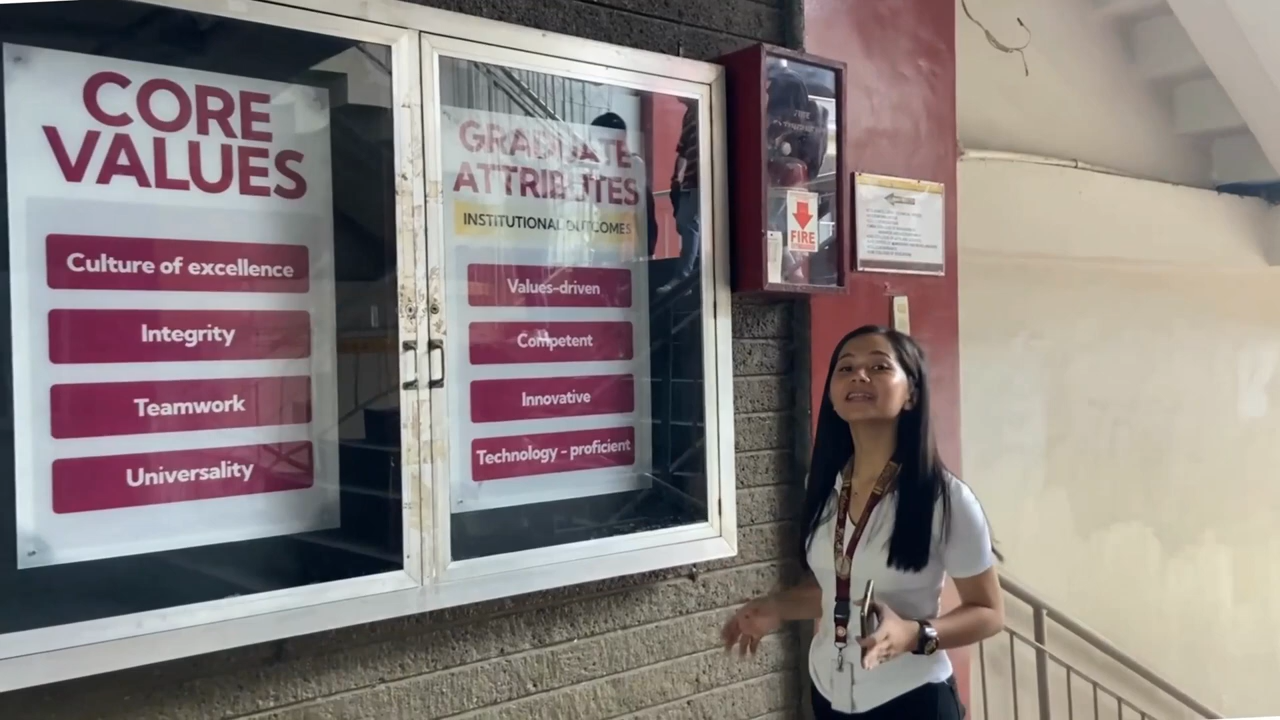 CORE
VALUES
Culture of excellence
Integrity
Teamwork
Universality
GRADUATE
ATTRIBUTES
INSTITUTIONAL OUTCOMES
Values-driven
Competent
Innovative
Technology - proficient
FIRE